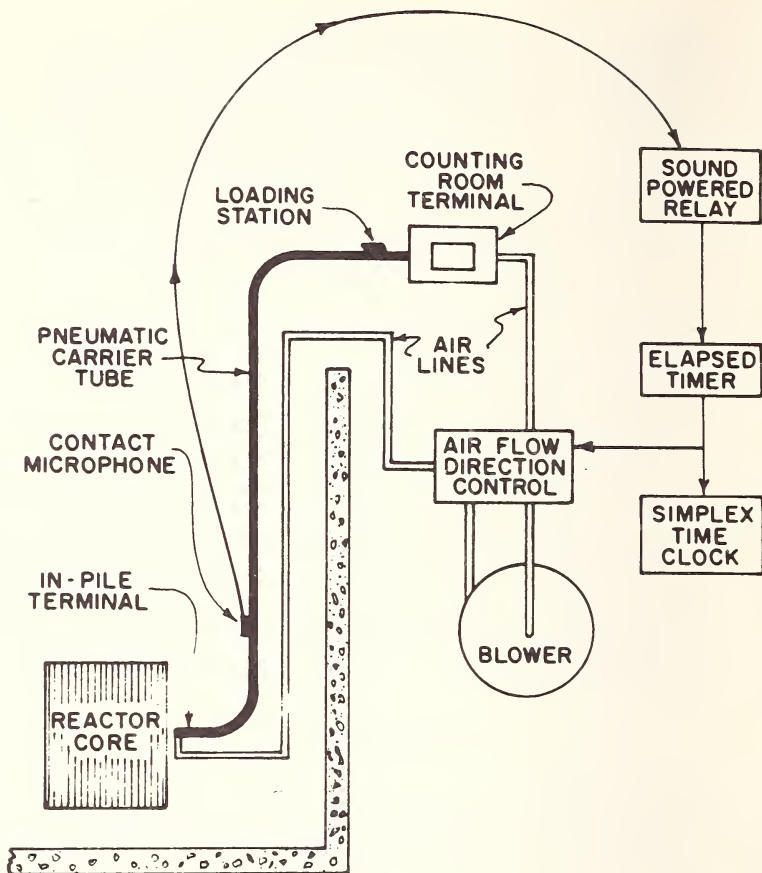 COUNTING
ROOM
TERMINAL
SOUND
POWERED
RELAY
LOADING
STATION
PNEUMATIC
CARRIER
TUBE
AIR
LINES
ELAPSED
TIMER
CONTACT
MICROPHONE
AIR FLOW
DIRECTION
CONTROL
SIMPLEX
TIME
CLOCK
IN-PILE
TERMINAL
BLOWER
REACTOR
CORE